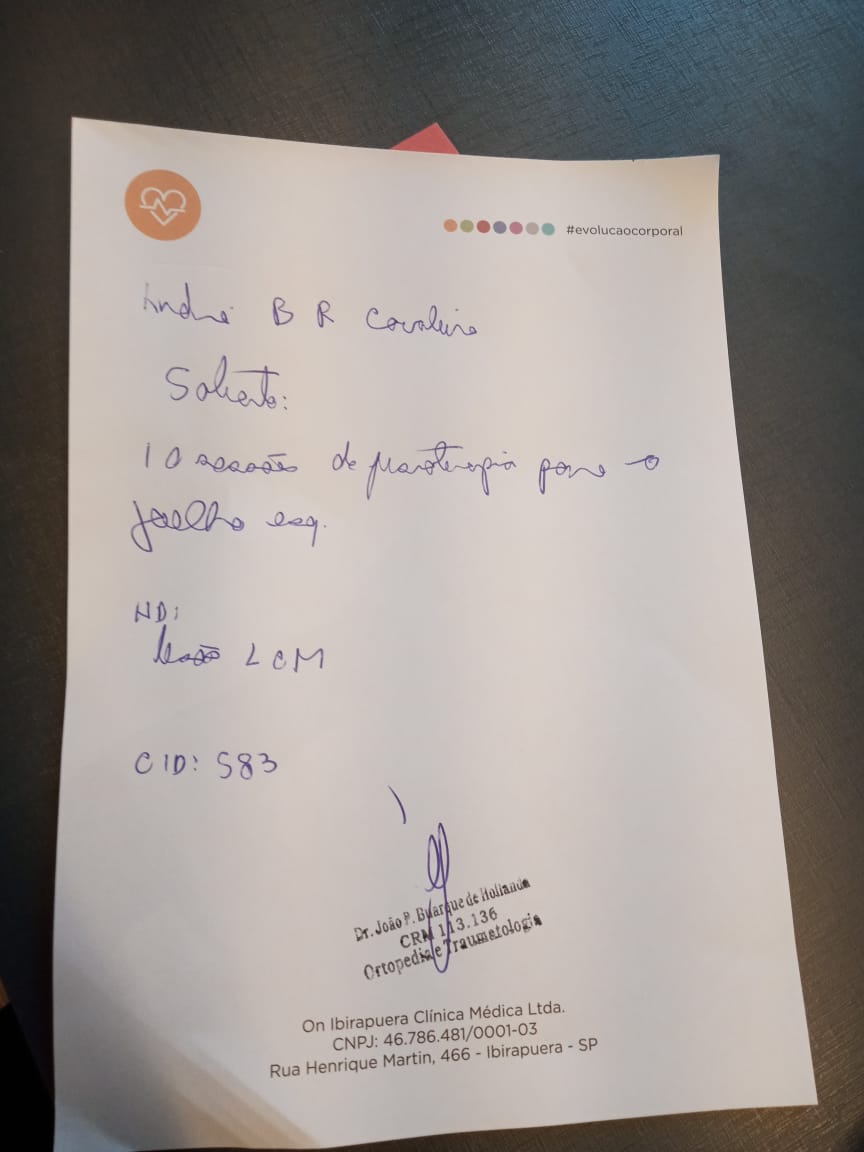 #evolucaocorporal
André B R Cavaleiro
Solicito:
10 sessões de fisioterapia para o
joelho esq.
HD:
lesão LCM
CID: S83
Dr. João P. Buarque de Hollanda
CRM 113.136
Ortopedia e Traumatologia
On Ibirapuera Clínica Médica Ltda.
CNPJ: 46.786.481/0001-03
Rua Henrique Martin, 466 - Ibirapuera - SP